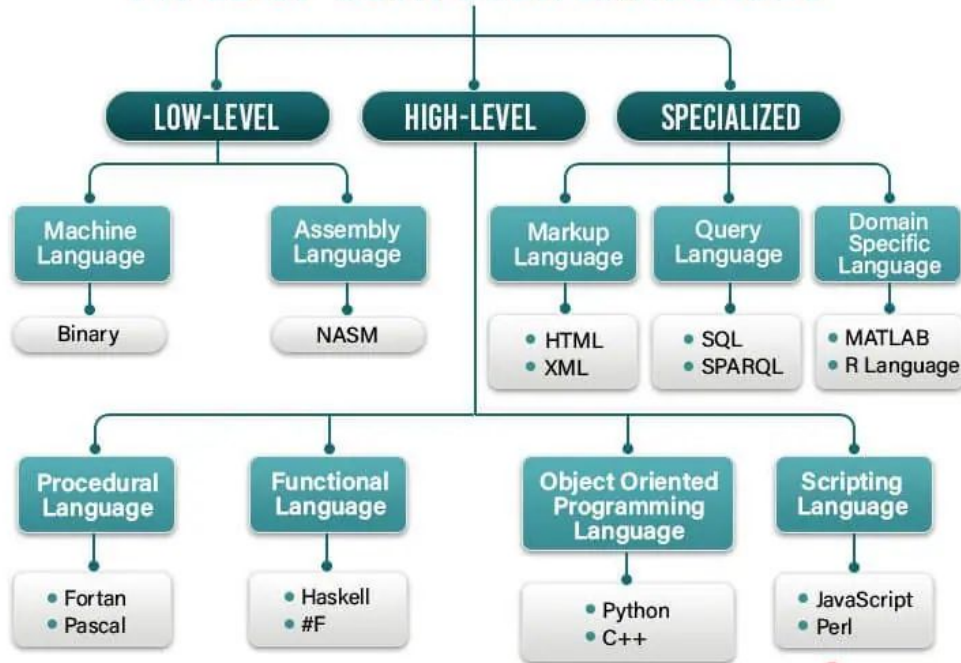 LOW-LEVEL
HIGH-LEVEL
SPECIALIZED
Machine
Language
Assembly
Language
Markup
Language
Query
Language
Domain
Specific
Language
Binary
NASM
• HTML
• XML
• SQL
• SPARQL
• MATLAB
• R Language
Procedural
Language
Functional
Language
Object Oriented
Programming
Language
Scripting
Language
• Fortan
• Pascal
• Haskell
• #F
• Python
• C++
• JavaScript
• Perl